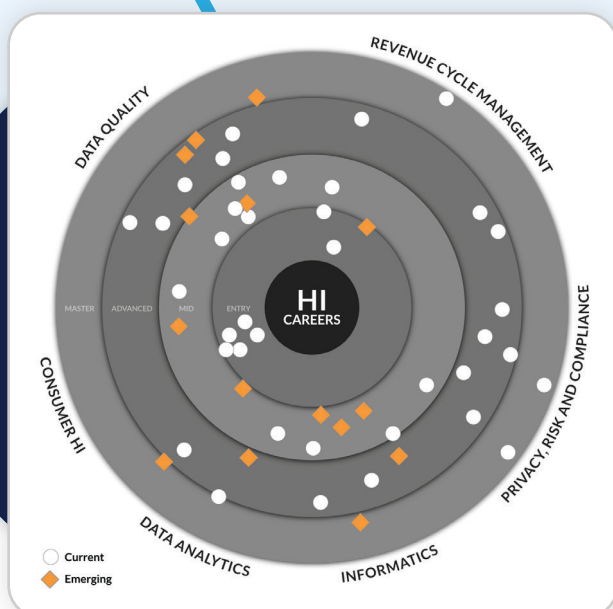 REVENUE CYCLE MANAGEMENT
DATA QUALITY
HI
CAREERS
MASTER
ADVANCED
MID
ENTRY
PRIVACY, RISK AND COMPLIANCE
CONSUMER HI
DATA ANALYTICS
INFORMATICS
Current
Emerging